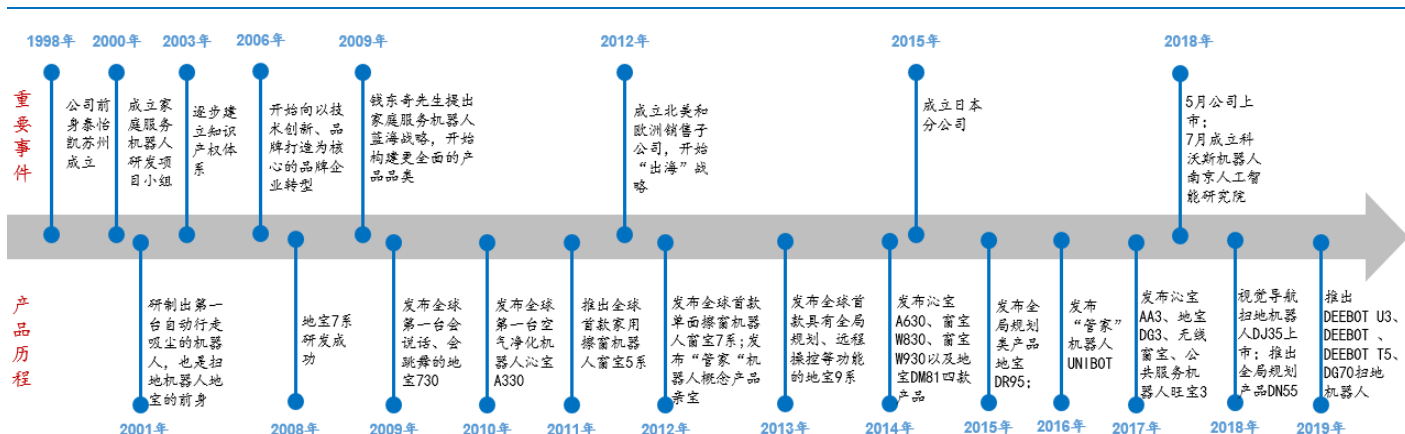 1998年
2000年
2003年
2006年
2009年
2012年
2015年
2018年
重要事件
公司前
身泰怡
凯苏州
成立
成立家
庭服务
机器人
研发项
目小组
逐步建
立知识
产权体
系
开始向以技
术创新、品
牌打造为核
心的品牌企
业转型
钱东奇先生提出
家庭服务机器人
蓝海战略，开始
构建更全面的产
品品类
成立北美和
欧洲销售子
公司，开始
“出海”战
略
成立日本
分公司
5月公司上
市；
7月成立科
沃斯机器人
南京人工智
能研究院
产品历程
研制出第一
台自动行走
吸尘的机器
人，也是扫
地机器人地
宝的前身
地宝7系
研发成
功
发布全球
第一台会
说话、会
跳舞的地
宝730
发布全球
第一台空
气净化机
器人沁宝
A330
推出全球
首款家用
擦窗机器
人窗宝5系
发布全球首款
单面擦窗机器
人窗宝7系;发
布“管家“机
器人概念产品
亲宝
发布全球首
款具有全局
规划、远程
操控等功能
的地宝9系
发布沁宝
A630、窗宝
W830、窗宝
W930以及地
宝DM81四款
产品
发布全
局规划
类产品
地宝
DR95；
发布
“管家”
机器人
UNIBOT
发布沁宝
AA3、地宝
DG3、无线
窗宝、公
共服务机
器人旺宝3
视觉导航
扫地机器
人DJ35上
市；推出
全局规划
产品DN55
推出
DEEBOT U3、
DEEBOT 、
DEEBOT T5、
DG70扫地
机器人
2001年
2008年
2009年
2010年
2011年
2012年
2013年
2014年
2015年
2016年
2017年
2018年
2019年